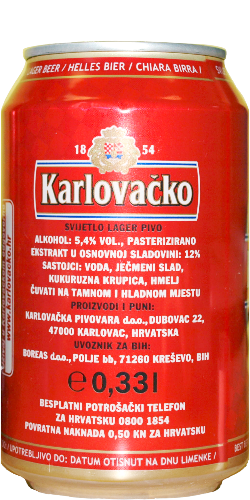 LAGER BEER / HELLES BIER / CHIARA BIRRA /
18 54
Karlovačko
SVIJETLO LAGER PIVO
ALKOHOL: 5,4% VOL., PASTERIZIRANO
EKSTRAKT U OSNOVNOJ SLADOVINI: 12%
SASTOJCI: VODA, JEČMENI SLAD,
KUKURUZNA KRUPICA, HMELJ
ČUVATI NA TAMNOM I HLADNOM MJESTU
PROIZVODI I PUNI:
KARLOVAČKA PIVOVARA d.o.o., DUBOVAC 22,
47000 KARLOVAC, HRVATSKA
UVOZNIK ZA BIH:
BOREAS d.o.o., POLJE bb, 71260 KREŠEVO, BIH
℮ 0,33l
BESPLATNI POTROŠAČKI TELEFON
ZA HRVATSKU 0800 1854
POVRATNA NAKNADA 0,50 KN ZA HRVATSKU
/ UPOTREBLJIVO DO: DATUM OTISNUT NA DNU LIMENKE /